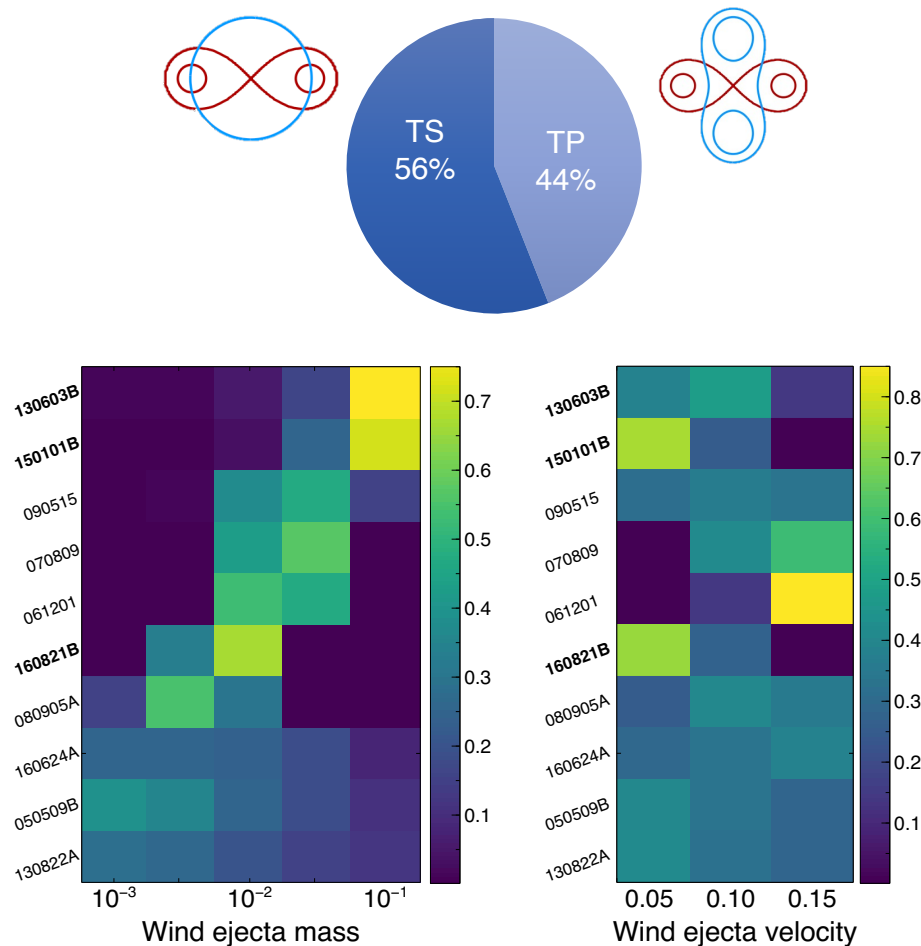 TS
56%
TP
44%
130603B
150101B
090515
070809
061201
160821B
080905A
160624A
050509B
130822A
0.7
0.6
0.5
0.4
0.3
0.2
0.1
10⁻³ 10⁻² 10⁻¹
Wind ejecta mass
130603B
150101B
090515
070809
061201
160821B
080905A
160624A
050509B
130822A
0.8
0.7
0.6
0.5
0.4
0.3
0.2
0.1
0.05 0.10 0.15
Wind ejecta velocity